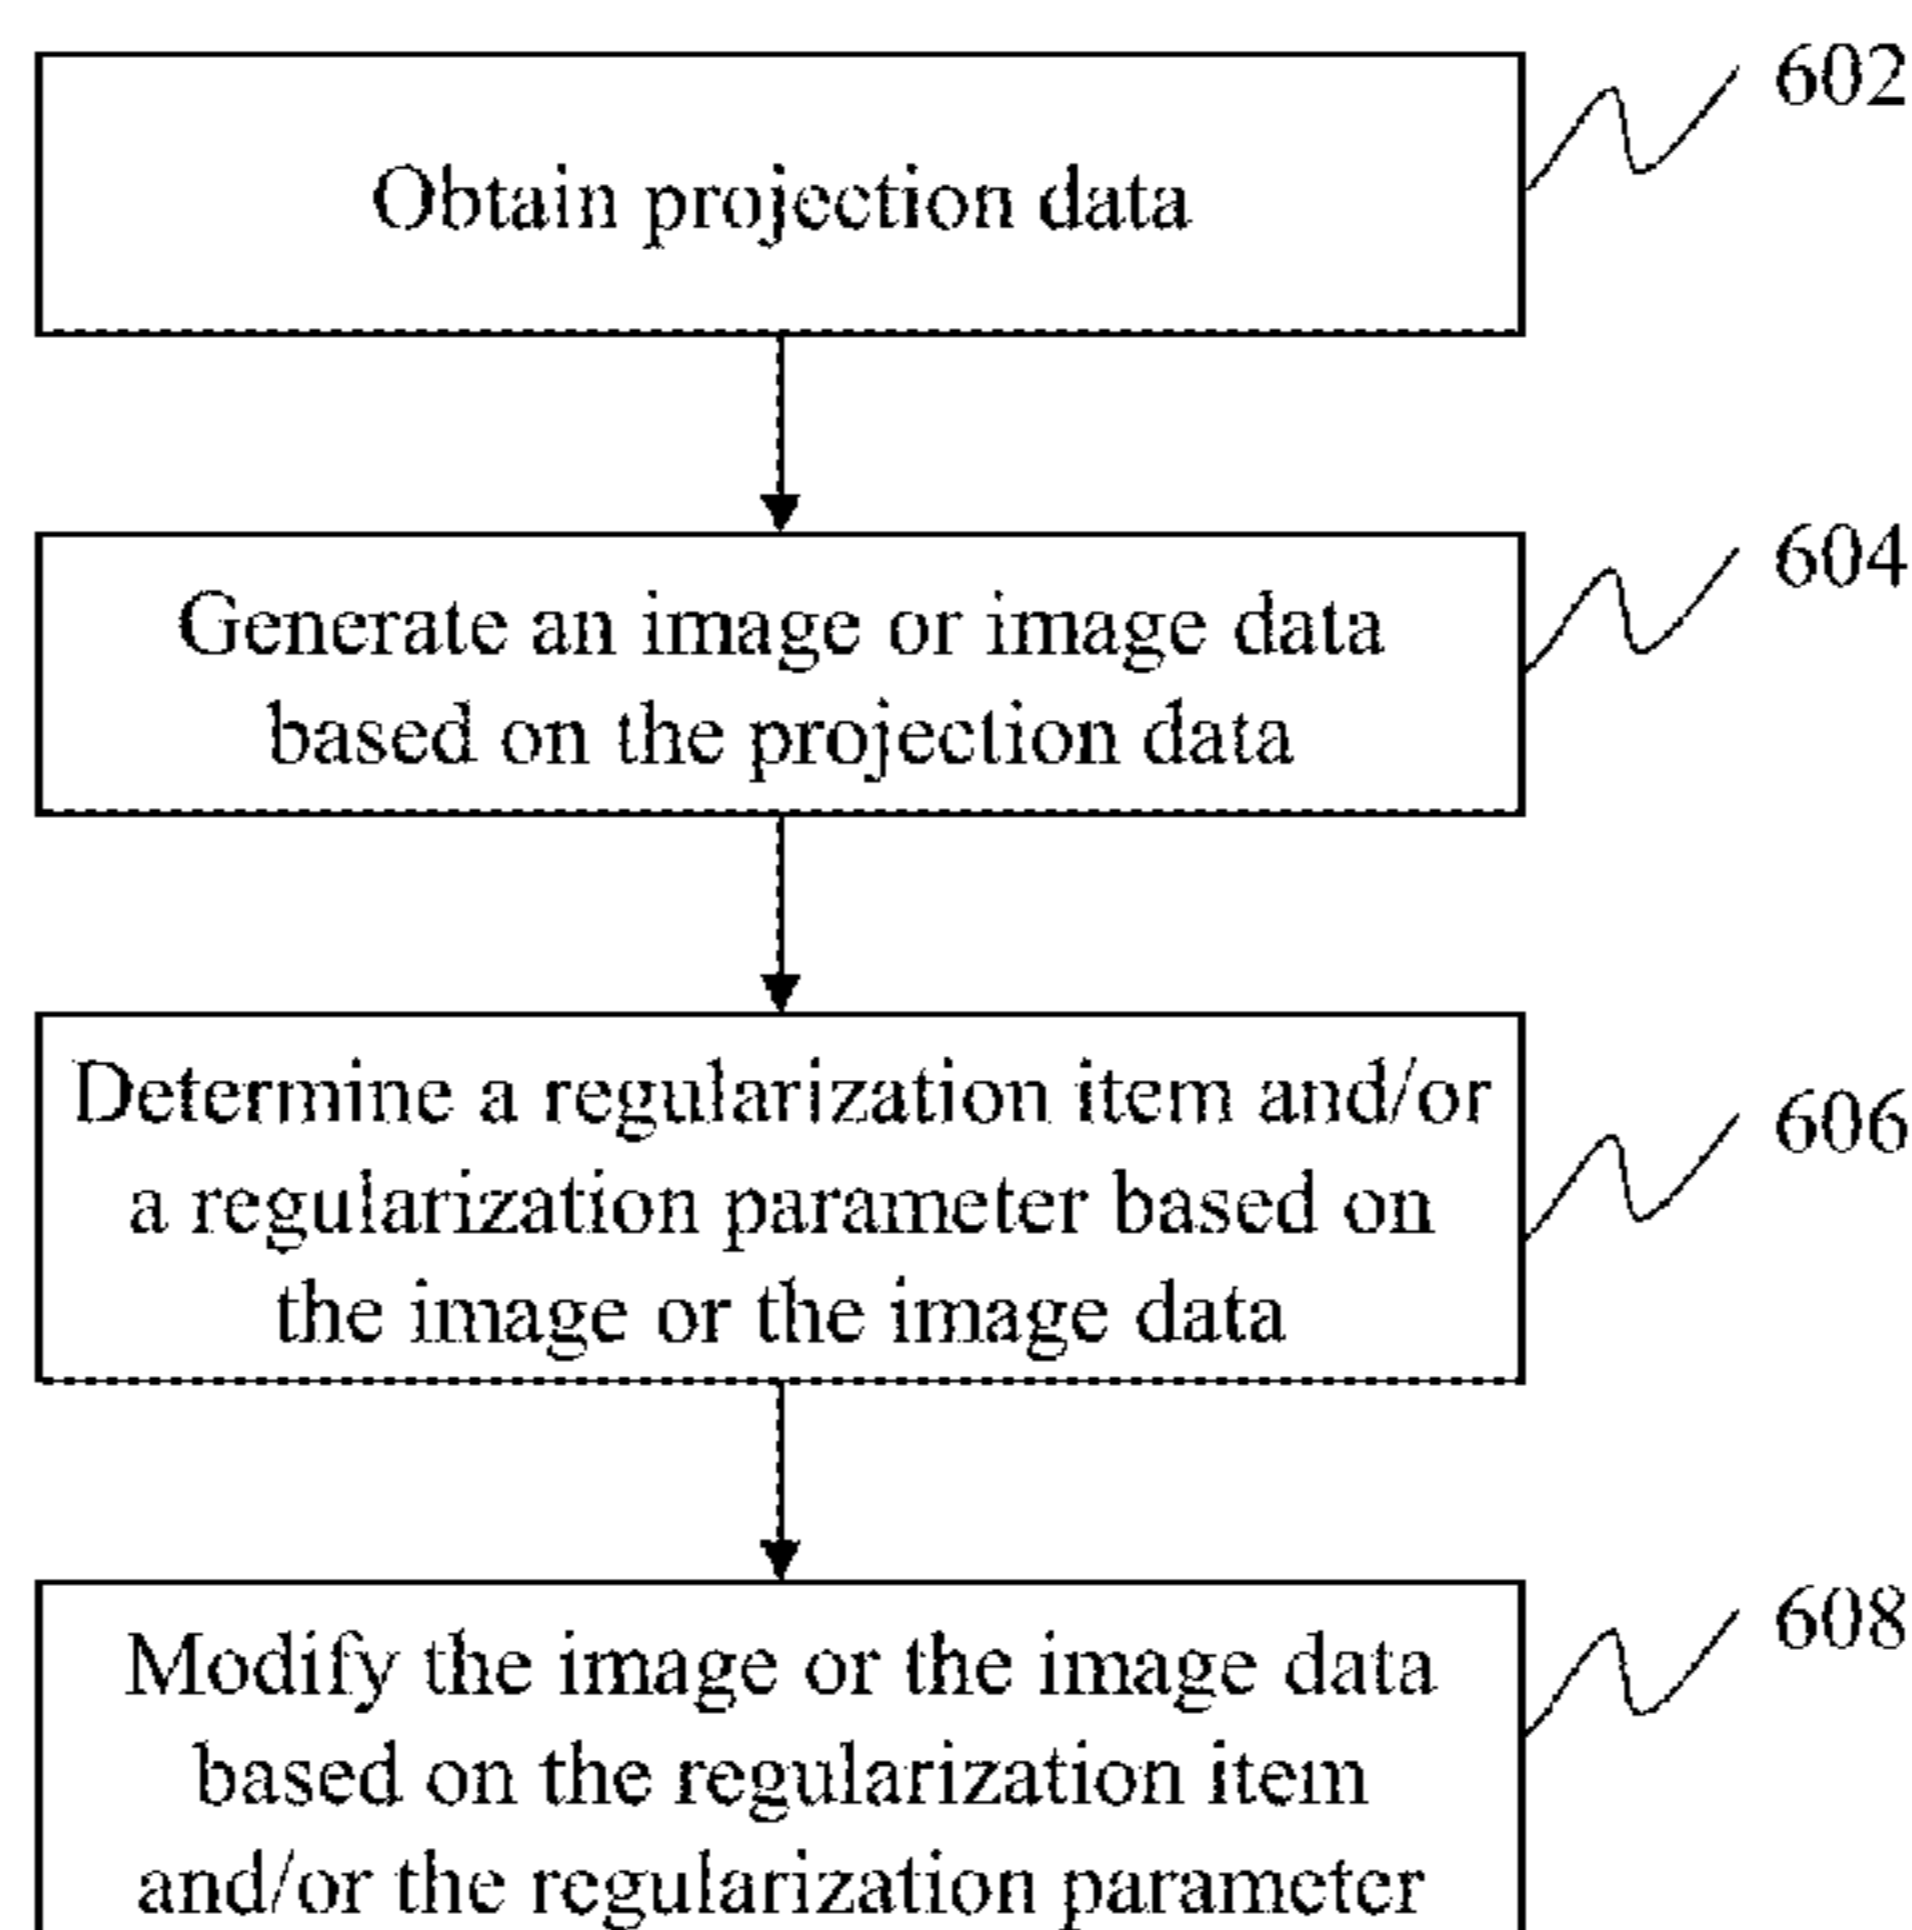 602
Obtain projection data
604
Generate an image or image data
based on the projection data
606
Determine a regularization item and/or
a regularization parameter based on
the image or the image data
608
Modify the image or the image data
based on the regularization item
and/or the regularization parameter